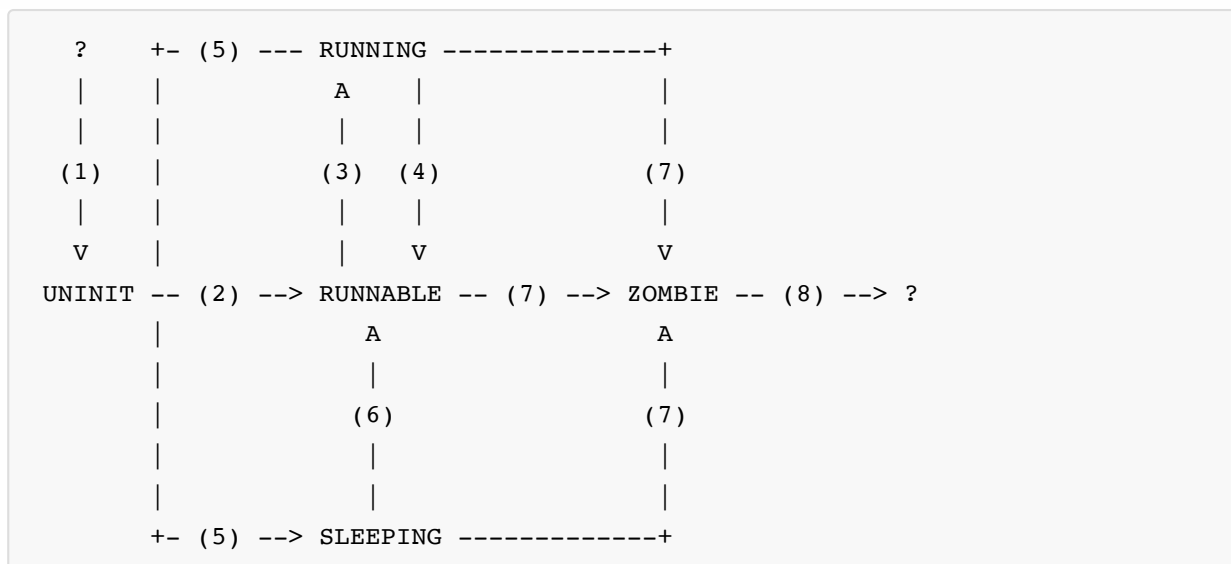 ? +- (5) --- RUNNING --------------+
| | A | |
| | | | |
(1) | (3) (4) (7)
| | | | |
V | | V V
UNINIT -- (2) --> RUNNABLE -- (7) --> ZOMBIE -- (8) --> ?
| A A
| | |
| (6) (7)
| | |
| | |
+- (5) --> SLEEPING -------------+